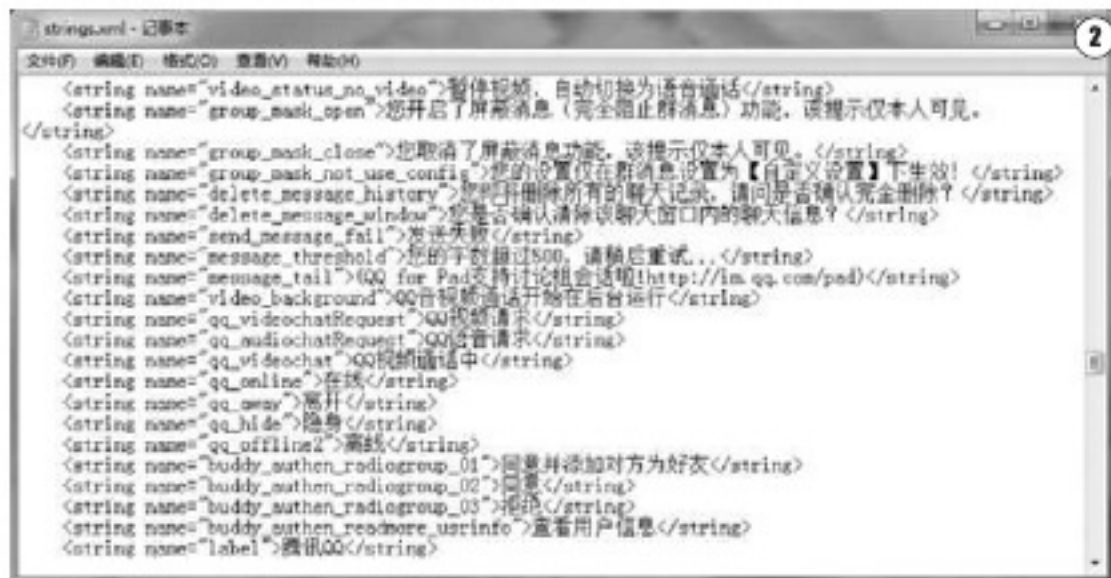 strings.xml - 记事本
2
文件(F) 编辑(E) 格式(O) 查看(V) 帮助(H)
<string name="video_status_no_video">暂停视频，自动切换为语音通话</string>
<string name="group_mask_open">您开启了屏蔽消息（完全阻止群消息）功能，该提示仅本人可见。
</string>
<string name="group_mask_close">您取消了屏蔽消息功能，该提示仅本人可见。</string>
<string name="group_mask_not_use_config">您的设置仅在群消息设置为【自定义设置】下生效！</string>
<string name="delete_message_history">您将删除所有的聊天记录，请问是否确认完全删除？</string>
<string name="delete_message_window">您是否确认清除该聊天窗口内的聊天信息？</string>
<string name="send_message_fail">发送失败</string>
<string name="message_threshold">您的字数超过500，请稍后重试...</string>
<string name="message_tail">(QQ for Pad支持讨论组会话啦!http://im.qq.com/pad)</string>
<string name="video_background">QQ音视频通话开始在后台运行</string>
<string name="qq_videochatRequest">QQ视频请求</string>
<string name="qq_audiochatRequest">QQ语音请求</string>
<string name="qq_videochat">QQ视频通话中</string>
<string name="qq_online">在线</string>
<string name="qq_away">离开</string>
<string name="qq_hide">隐身</string>
<string name="qq_offline2">离线</string>
<string name="buddy_authen_radiogroup_01">同意并添加对方为好友</string>
<string name="buddy_authen_radiogroup_02">同意</string>
<string name="buddy_authen_radiogroup_03">拒绝</string>
<string name="buddy_authen_readmore_usrinfo">查看用户信息</string>
<string name="label">腾讯QQ</string>